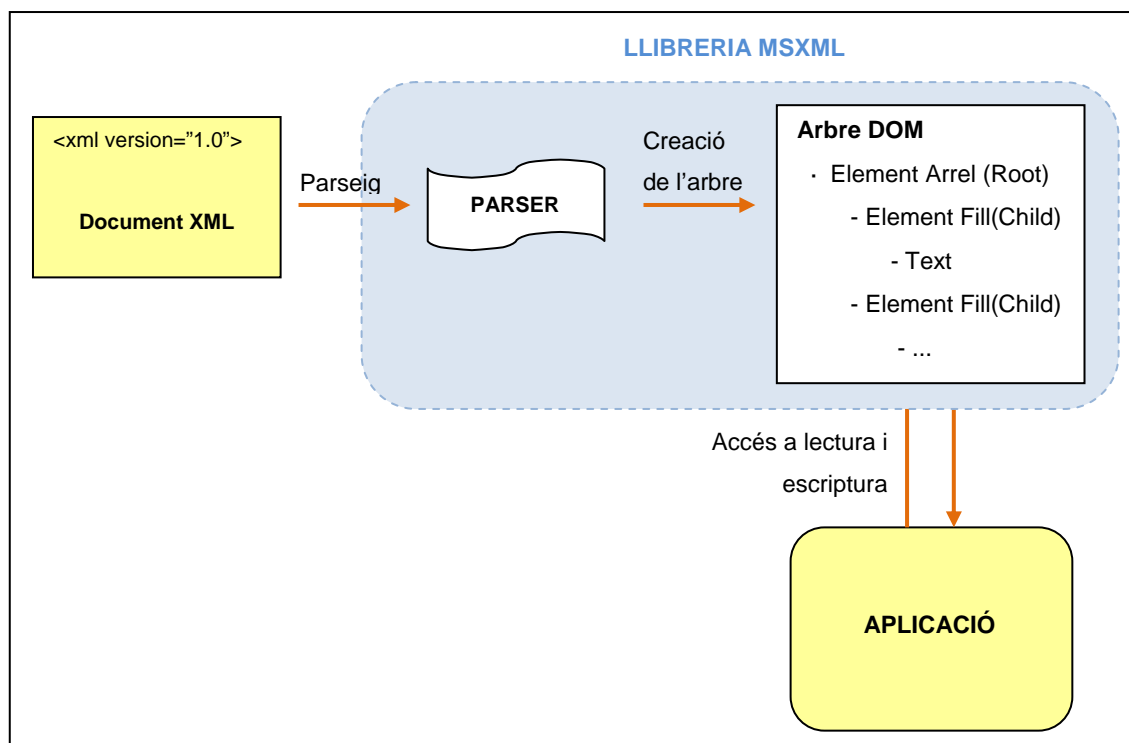 LLIBRERIA MSXML
<xml version=”1.0”>
Document XML
Parseig
PARSER
Creació
de l’arbre
Arbre DOM
· Element Arrel (Root)
- Element Fill(Child)
- Text
- Element Fill(Child)
- ...
Accés a lectura i
escriptura
APLICACIÓ